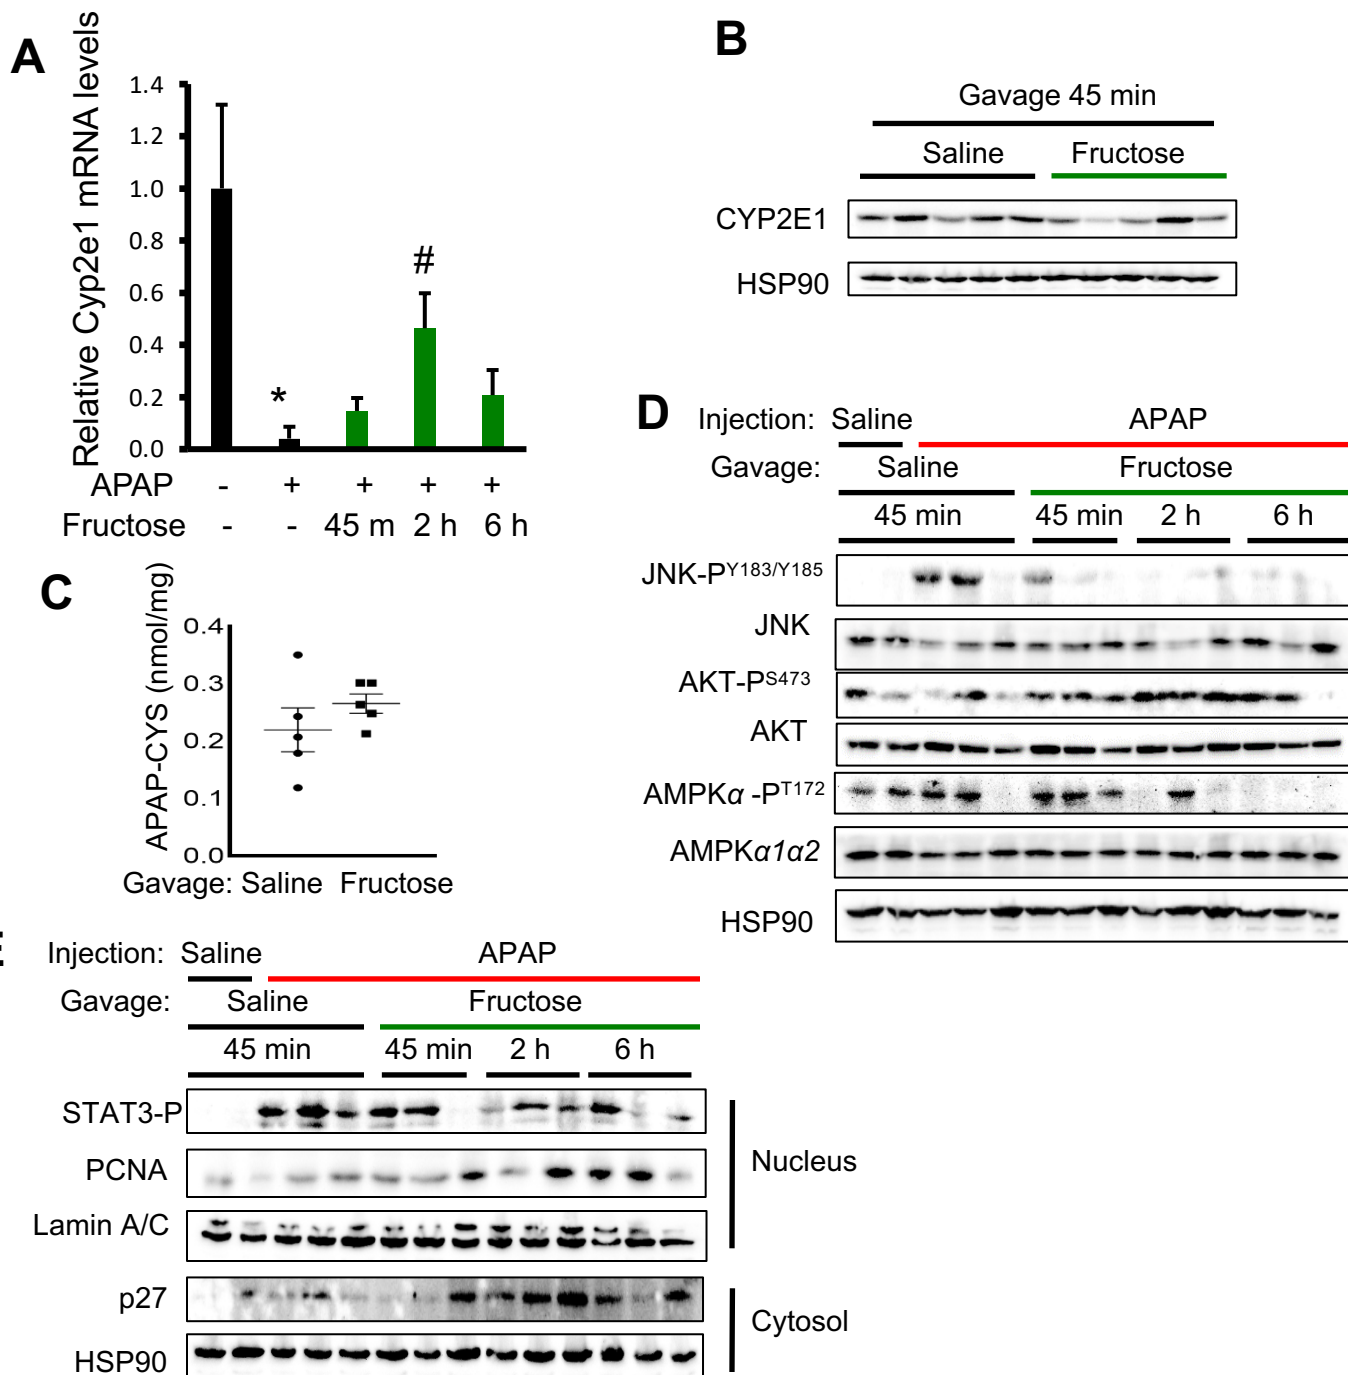 A
Relative Cyp2e1 mRNA levels
1.4
1.2
1.0
0.8
0.6
0.4
0.2
0.0
*
#
APAP - + + + +
Fructose - - 45 m 2 h 6 h
B
Gavage 45 min
Saline Fructose
CYP2E1
HSP90
C
APAP-CYS (nmol/mg)
0.4
0.3
0.2
0.1
0.0
Gavage: Saline Fructose
D
Injection: Saline APAP
Gavage: Saline Fructose
45 min 45 min 2 h 6 h
JNK-PY183/Y185
JNK
AKT-PS473
AKT
AMPKα -PT172
AMPKα1α2
HSP90
E
Injection: Saline APAP
Gavage: Saline Fructose
45 min 45 min 2 h 6 h
STAT3-P
PCNA
Lamin A/C
Nucleus
p27
HSP90
Cytosol